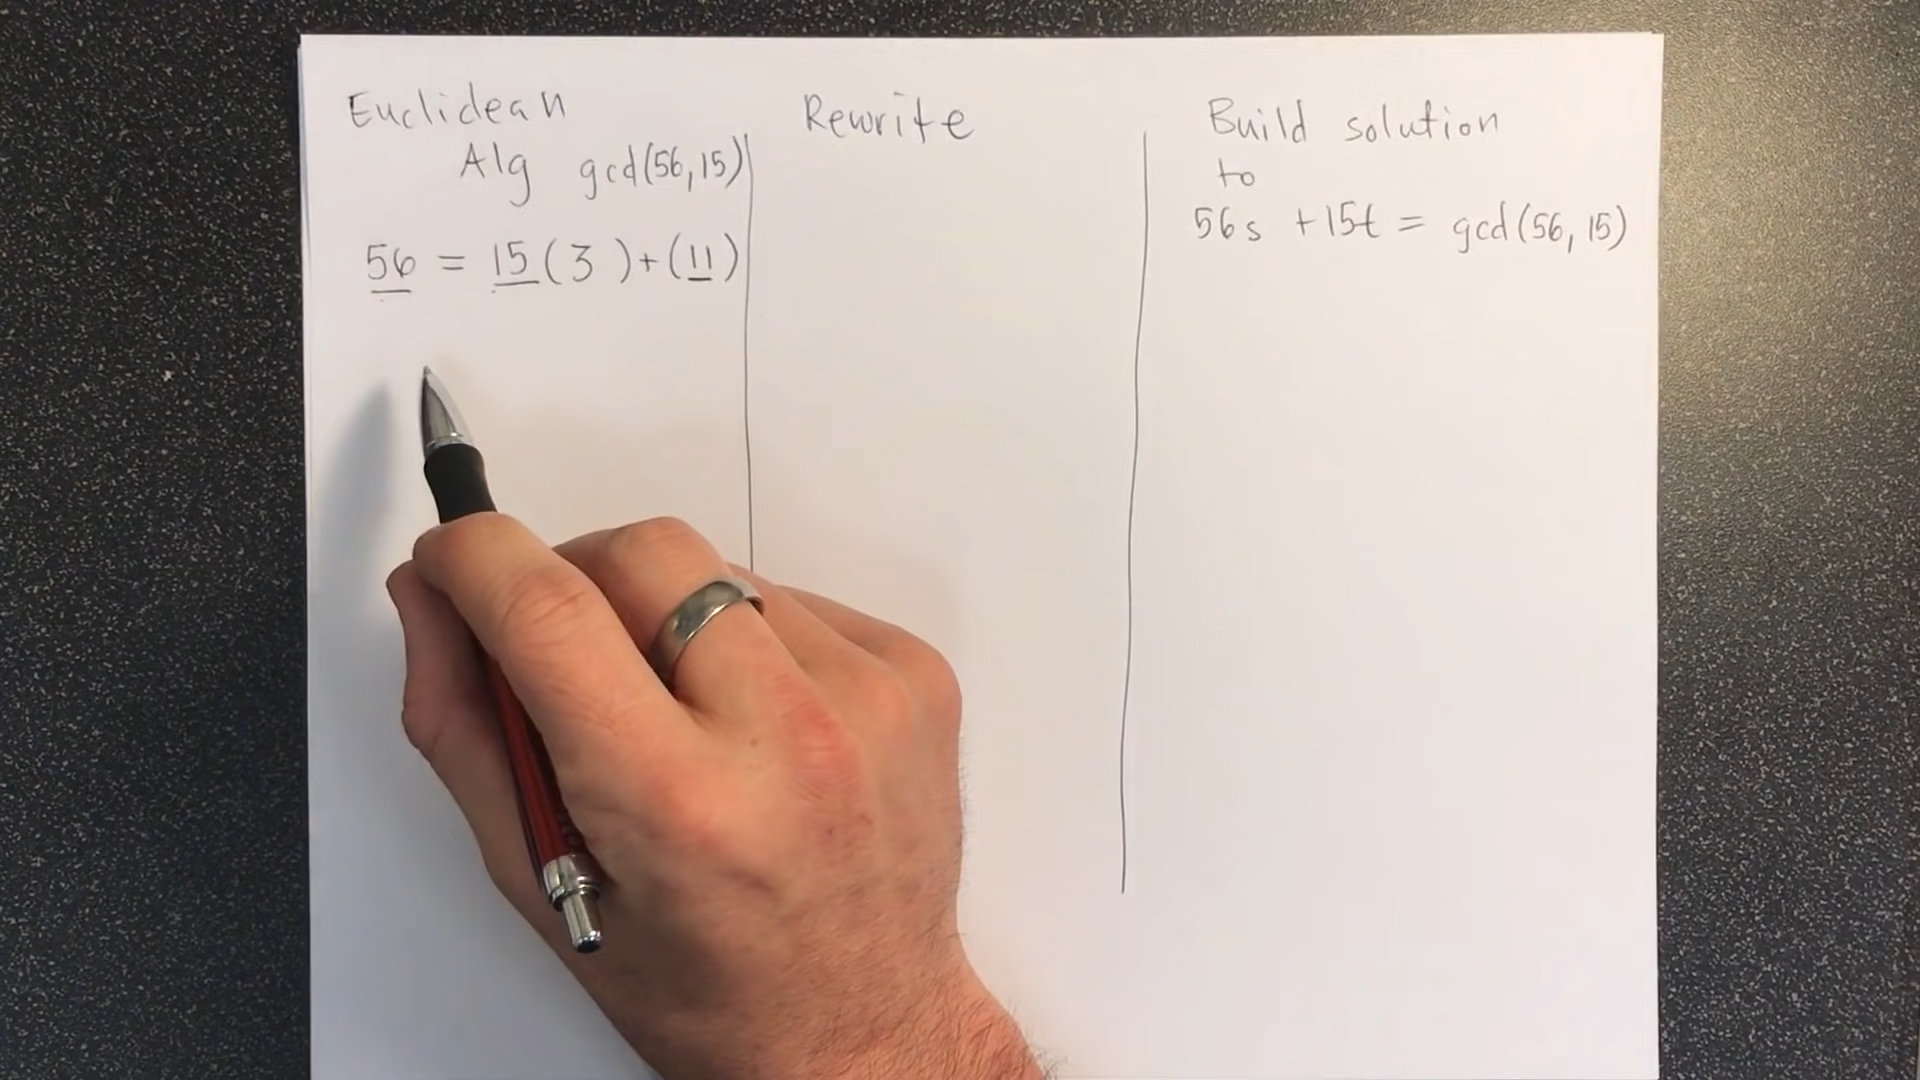 Euclidean
Alg gcd(56,15)
56 = 15(3 )+(11)
Rewrite
Build solution
to
56s +15t = gcd(56, 15)